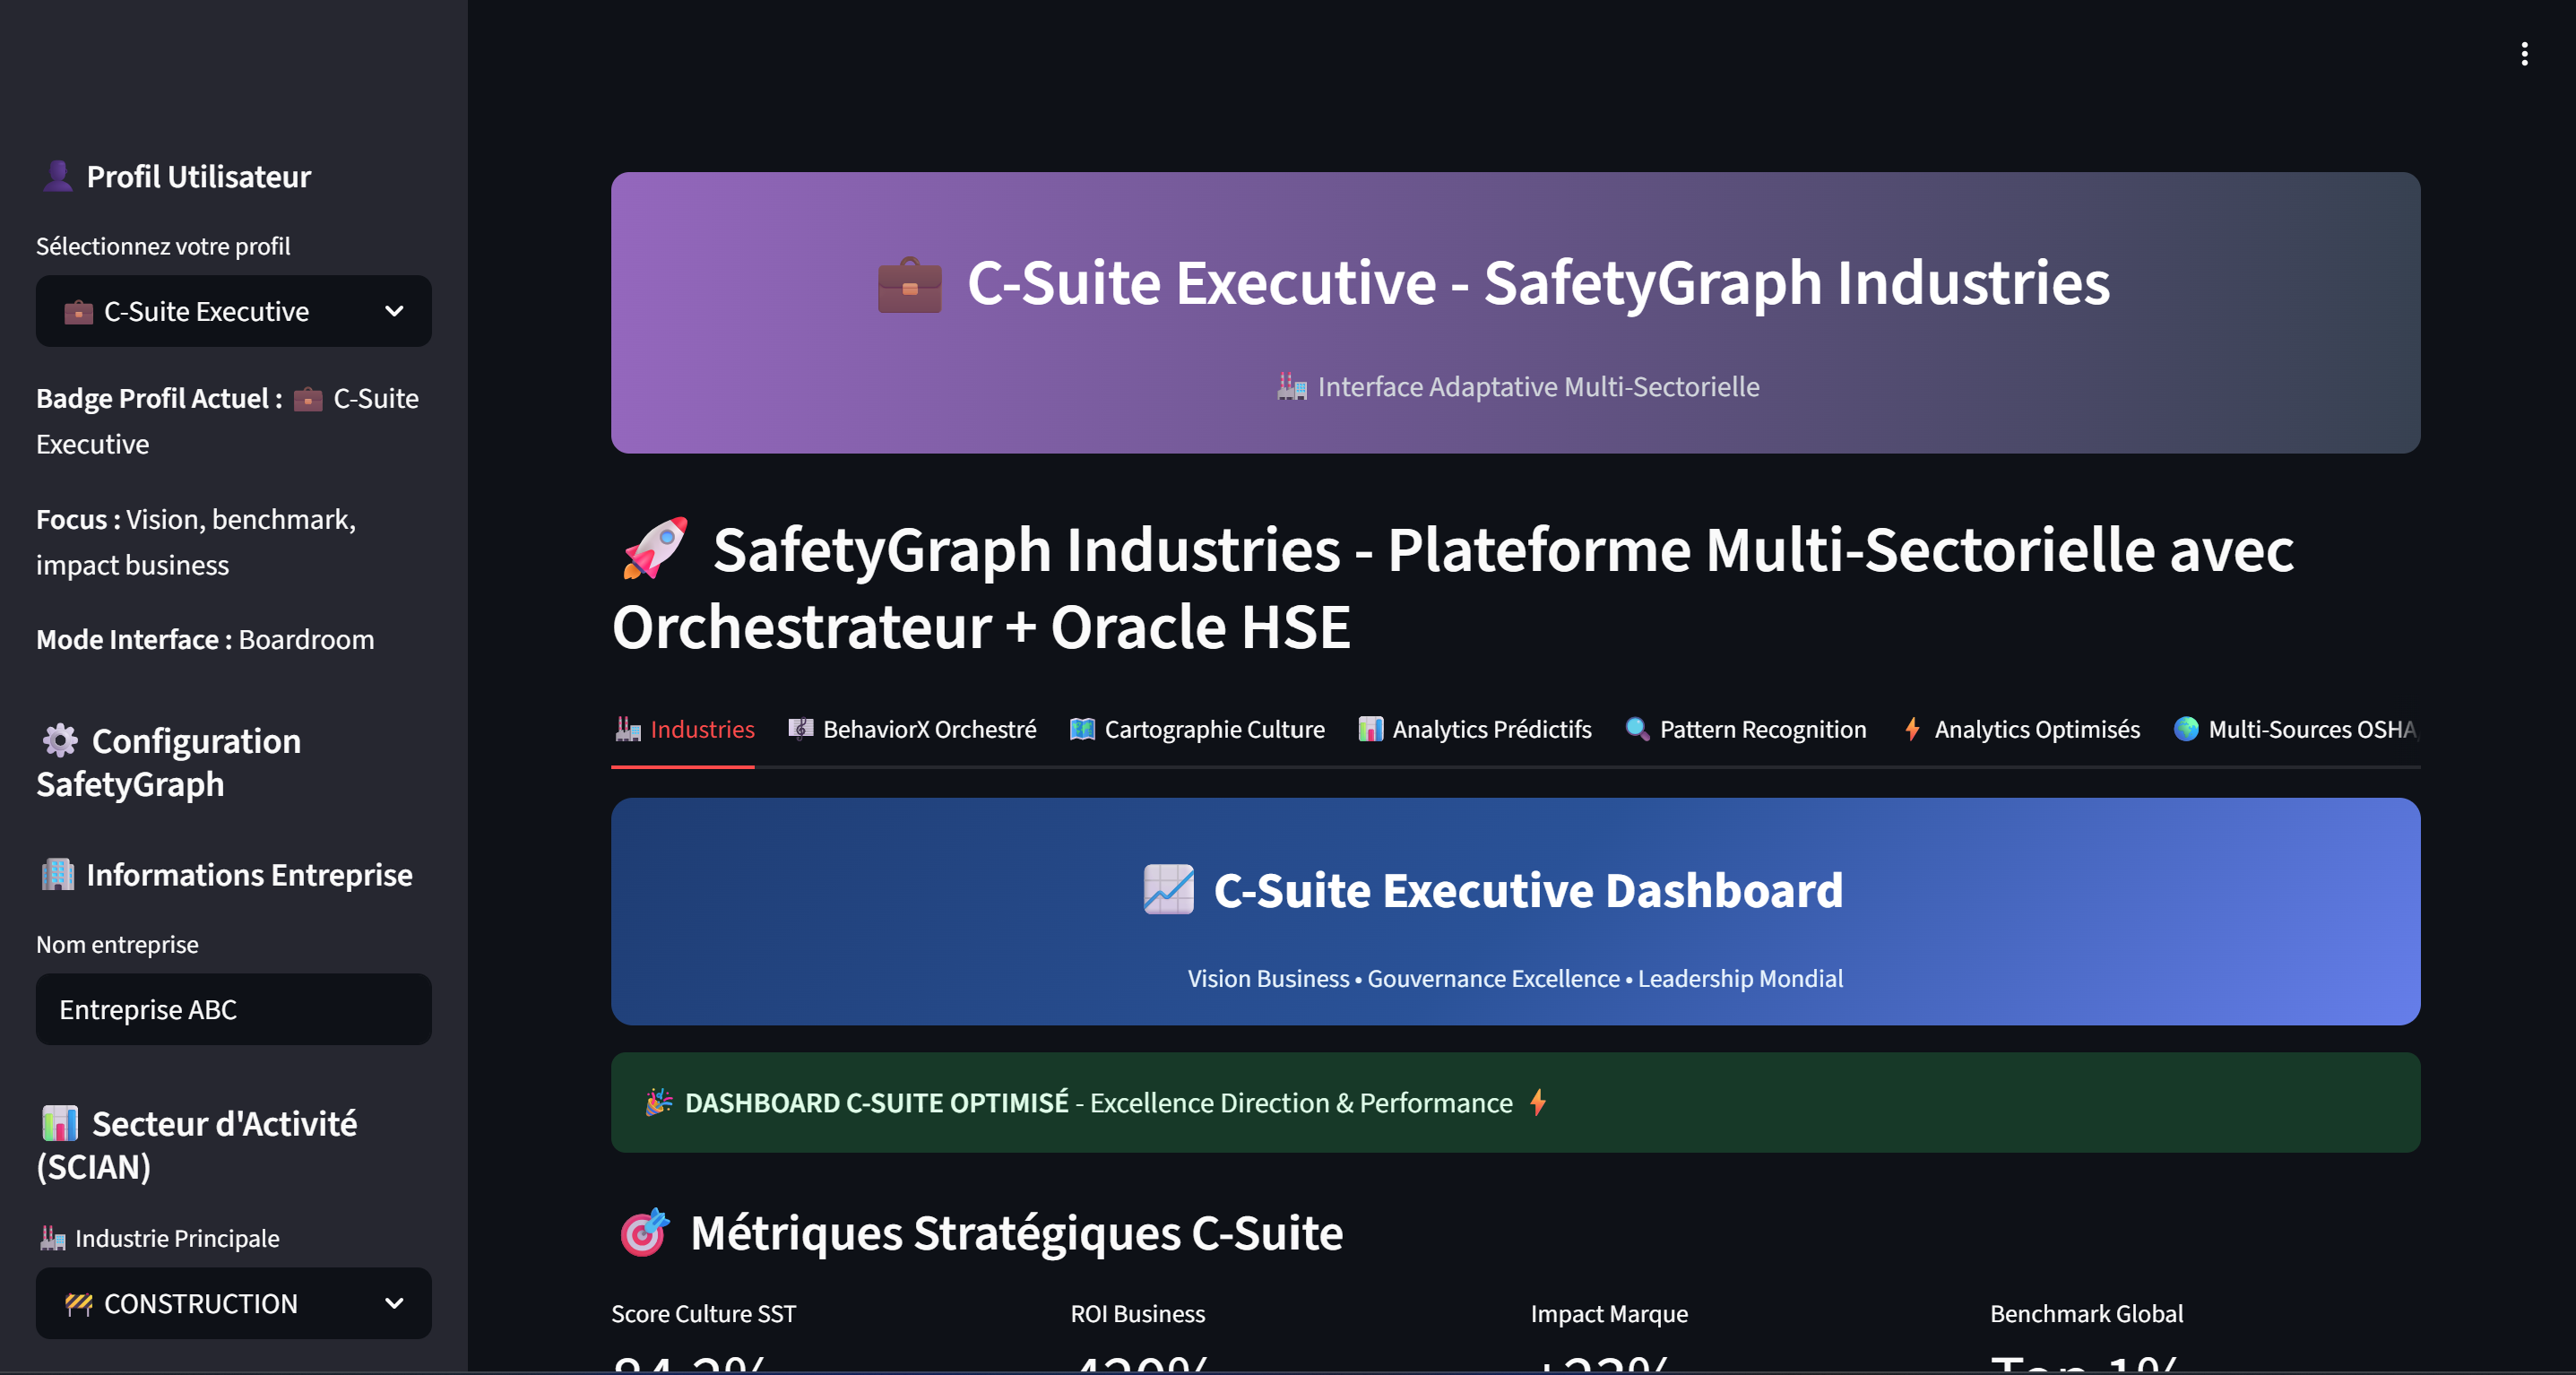 Profil Utilisateur
Sélectionnez votre profil
C-Suite Executive
Badge Profil Actuel : C-Suite
Executive
Focus : Vision, benchmark,
impact business
Mode Interface : Boardroom
Configuration
SafetyGraph
Informations Entreprise
Nom entreprise
Entreprise ABC
Secteur d'Activité
(SCIAN)
Industrie Principale
CONSTRUCTION
C-Suite Executive - SafetyGraph Industries
Interface Adaptative Multi-Sectorielle
SafetyGraph Industries - Plateforme Multi-Sectorielle avec
Orchestrateur + Oracle HSE
Industries BehaviorX Orchestré Cartographie Culture Analytics Prédictifs Pattern Recognition Analytics Optimisés Multi-Sources OSHA
C-Suite Executive Dashboard
Vision Business • Gouvernance Excellence • Leadership Mondial
DASHBOARD C-SUITE OPTIMISÉ - Excellence Direction & Performance
Métriques Stratégiques C-Suite
Score Culture SST ROI Business Impact Marque Benchmark Global
Top 1%